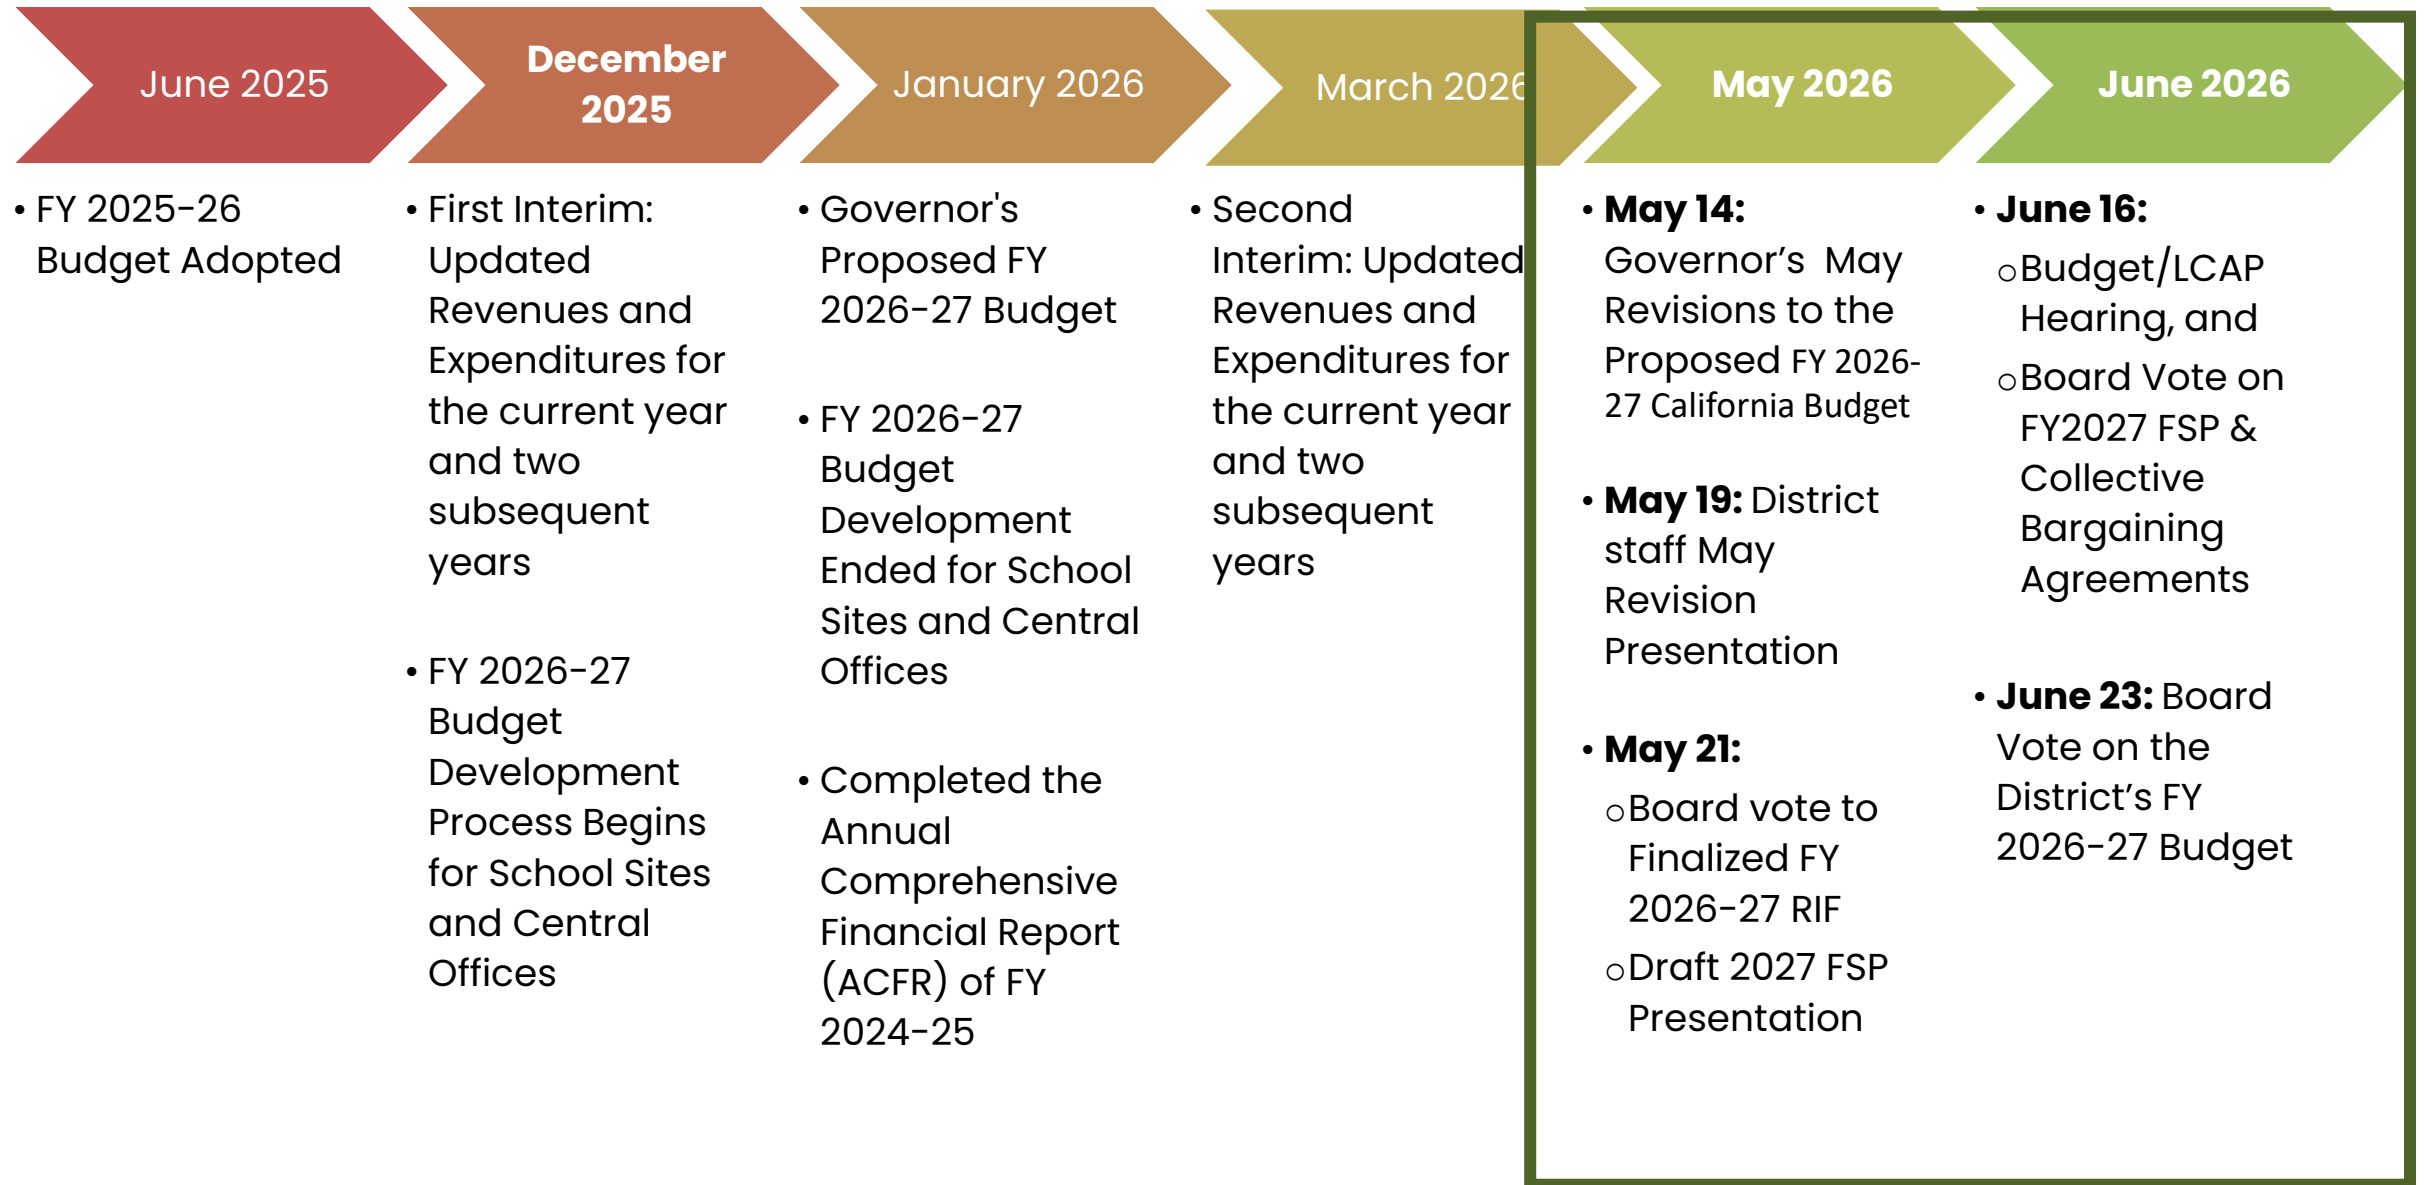 June 2025
• FY 2025-26
Budget Adopted
December
2025
• First Interim:
Updated
Revenues and
Expenditures for
the current year
and two
subsequent
years
• FY 2026-27
Budget
Development
Process Begins
for School Sites
and Central
Offices
January 2026
• Governor's
Proposed FY
2026-27 Budget
• FY 2026-27
Budget
Development
Ended for School
Sites and Central
Offices
• Completed the
Annual
Comprehensive
Financial Report
(ACFR) of FY
2024-25
March 2026
• Second
Interim: Updated
Revenues and
Expenditures for
the current year
and two
subsequent
years
May 2026
• May 14:
Governor’s  May
Revisions to the
Proposed FY 2026-
27 California Budget
• May 19: District
staff May
Revision
Presentation
• May 21:
○Board vote to
Finalized FY
2026-27 RIF
○Draft 2027 FSP
Presentation
June 2026
• June 16:
○Budget/LCAP
Hearing, and
○Board Vote on
FY2027 FSP &
Collective
Bargaining
Agreements
• June 23: Board
Vote on the
District’s FY
2026-27 Budget